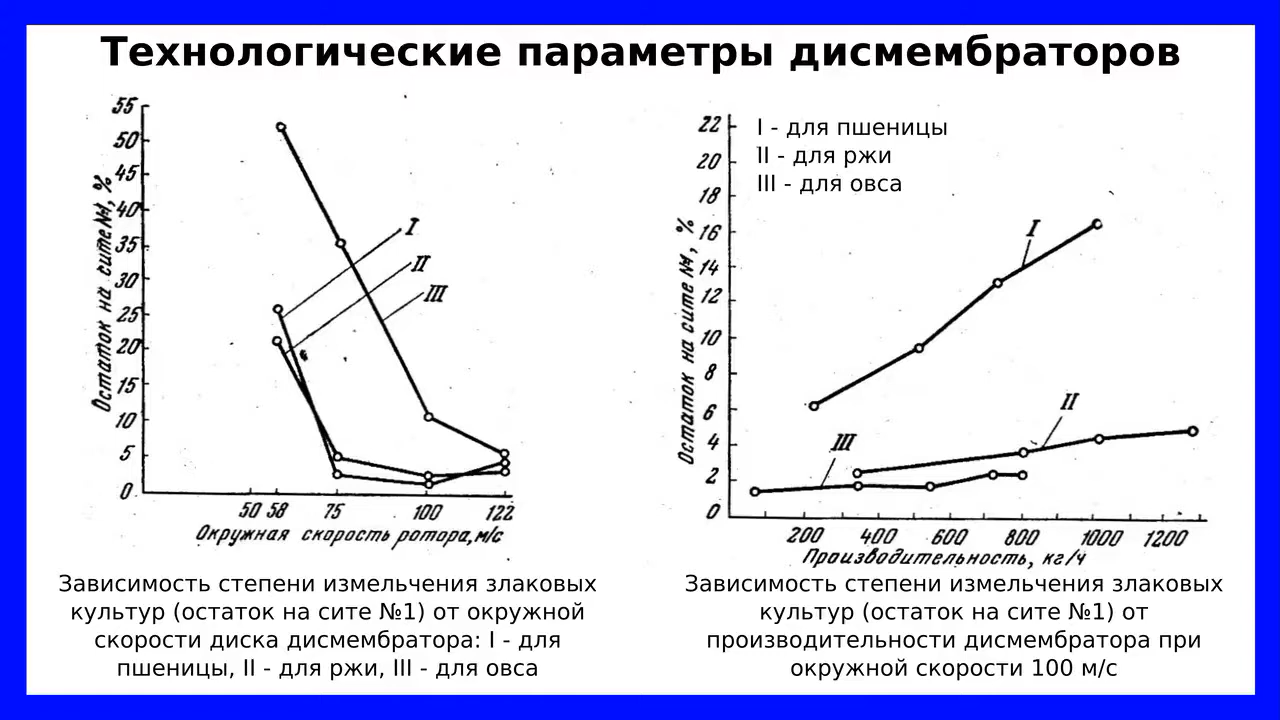 Технологические параметры дисмембраторов
55
50
45
40
35
30
25
20
15
10
5
0
Остаток на сите №1, %
I
II
III
50 58 75 100 122
Окружная скорость ротора, м/с
Зависимость степени измельчения злаковых
культур (остаток на сите №1) от окружной
скорости диска дисмембратора: I - для
пшеницы, II - для ржи, III - для овса
I - для пшеницы
II - для ржи
III - для овса
22
20
18
16
14
12
10
8
6
4
2
0
Остаток на сите №1, %
I
II
III
200 400 600 800 1000 1200
Производительность, кг/ч
Зависимость степени измельчения злаковых
культур (остаток на сите №1) от
производительности дисмембратора при
окружной скорости 100 м/с